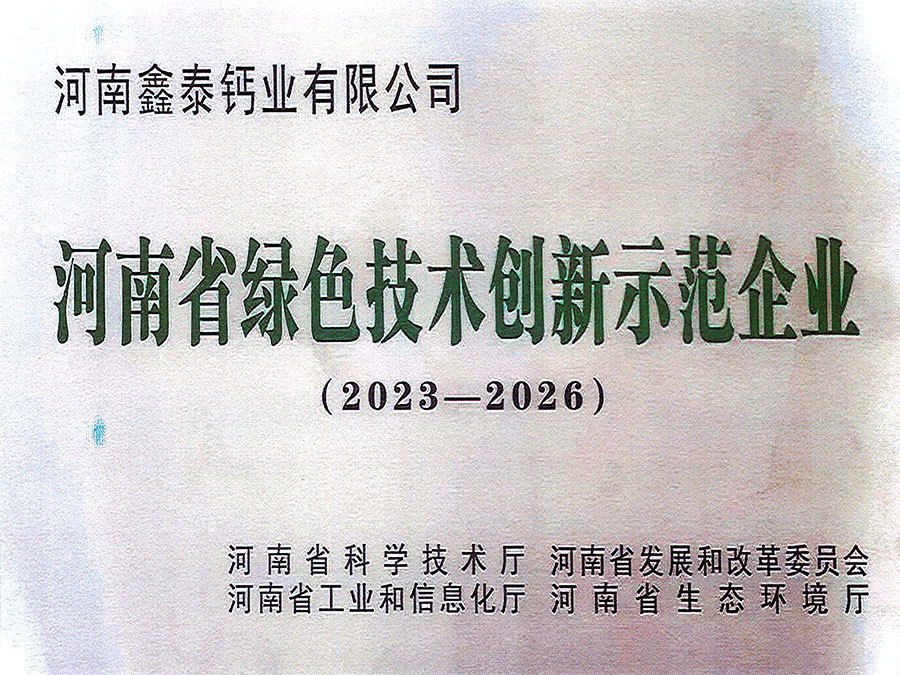 河南鑫泰钙业有限公司
河南省绿色技术创新示范企业
(2023—2026)
河南省科学技术厅 河南省发展和改革委员会
河南省工业和信息化厅 河南省生态环境厅